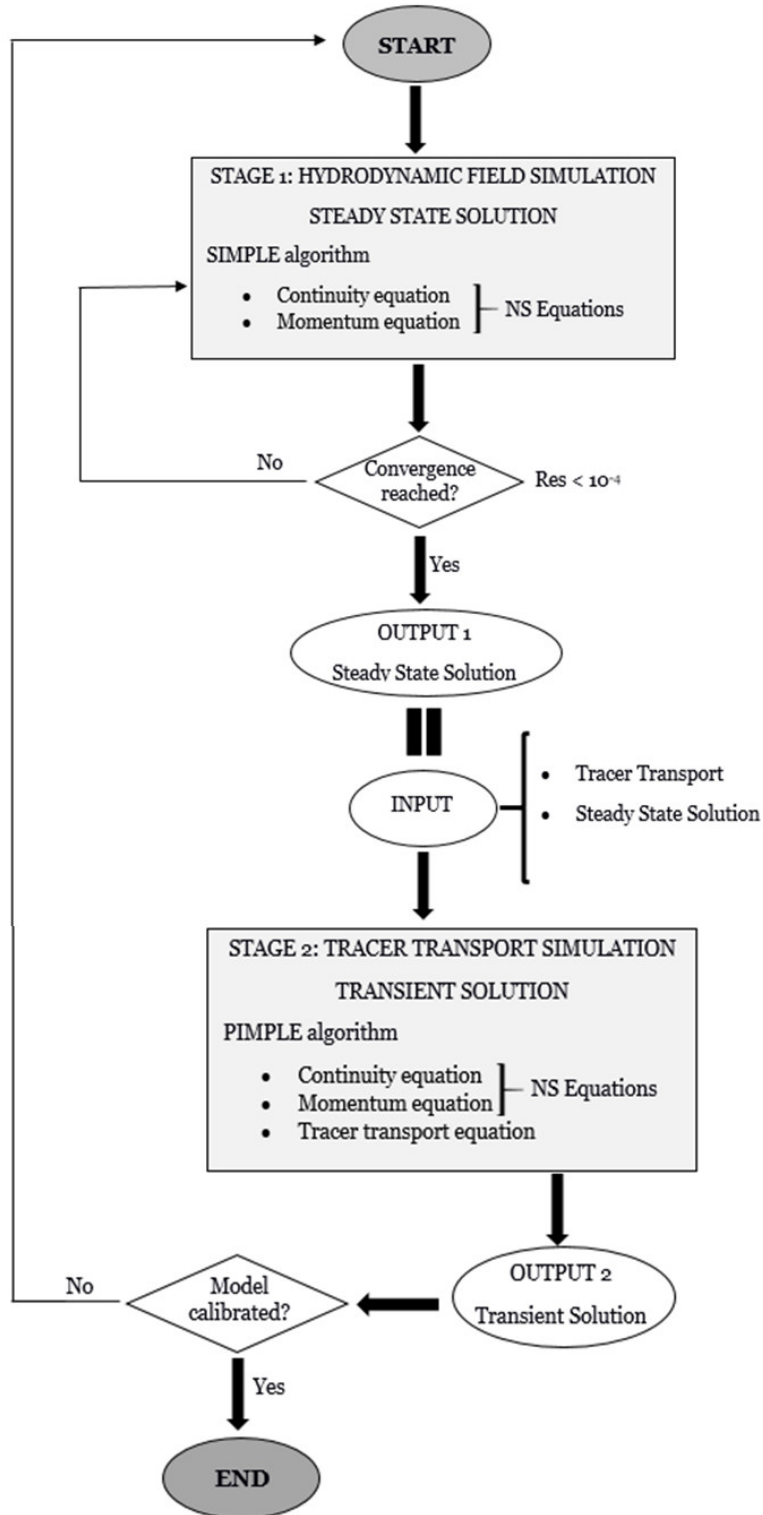 START
STAGE 1: HYDRODYNAMIC FIELD SIMULATION
STEADY STATE SOLUTION
SIMPLE algorithm
• Continuity equation
• Momentum equation
NS Equations
No
Convergence
reached?
Res < 10⁻⁴
Yes
OUTPUT 1
Steady State Solution
INPUT
• Tracer Transport
• Steady State Solution
STAGE 2: TRACER TRANSPORT SIMULATION
TRANSIENT SOLUTION
PIMPLE algorithm
• Continuity equation
• Momentum equation
NS Equations
• Tracer transport equation
OUTPUT 2
Transient Solution
No
Model
calibrated?
Yes
END